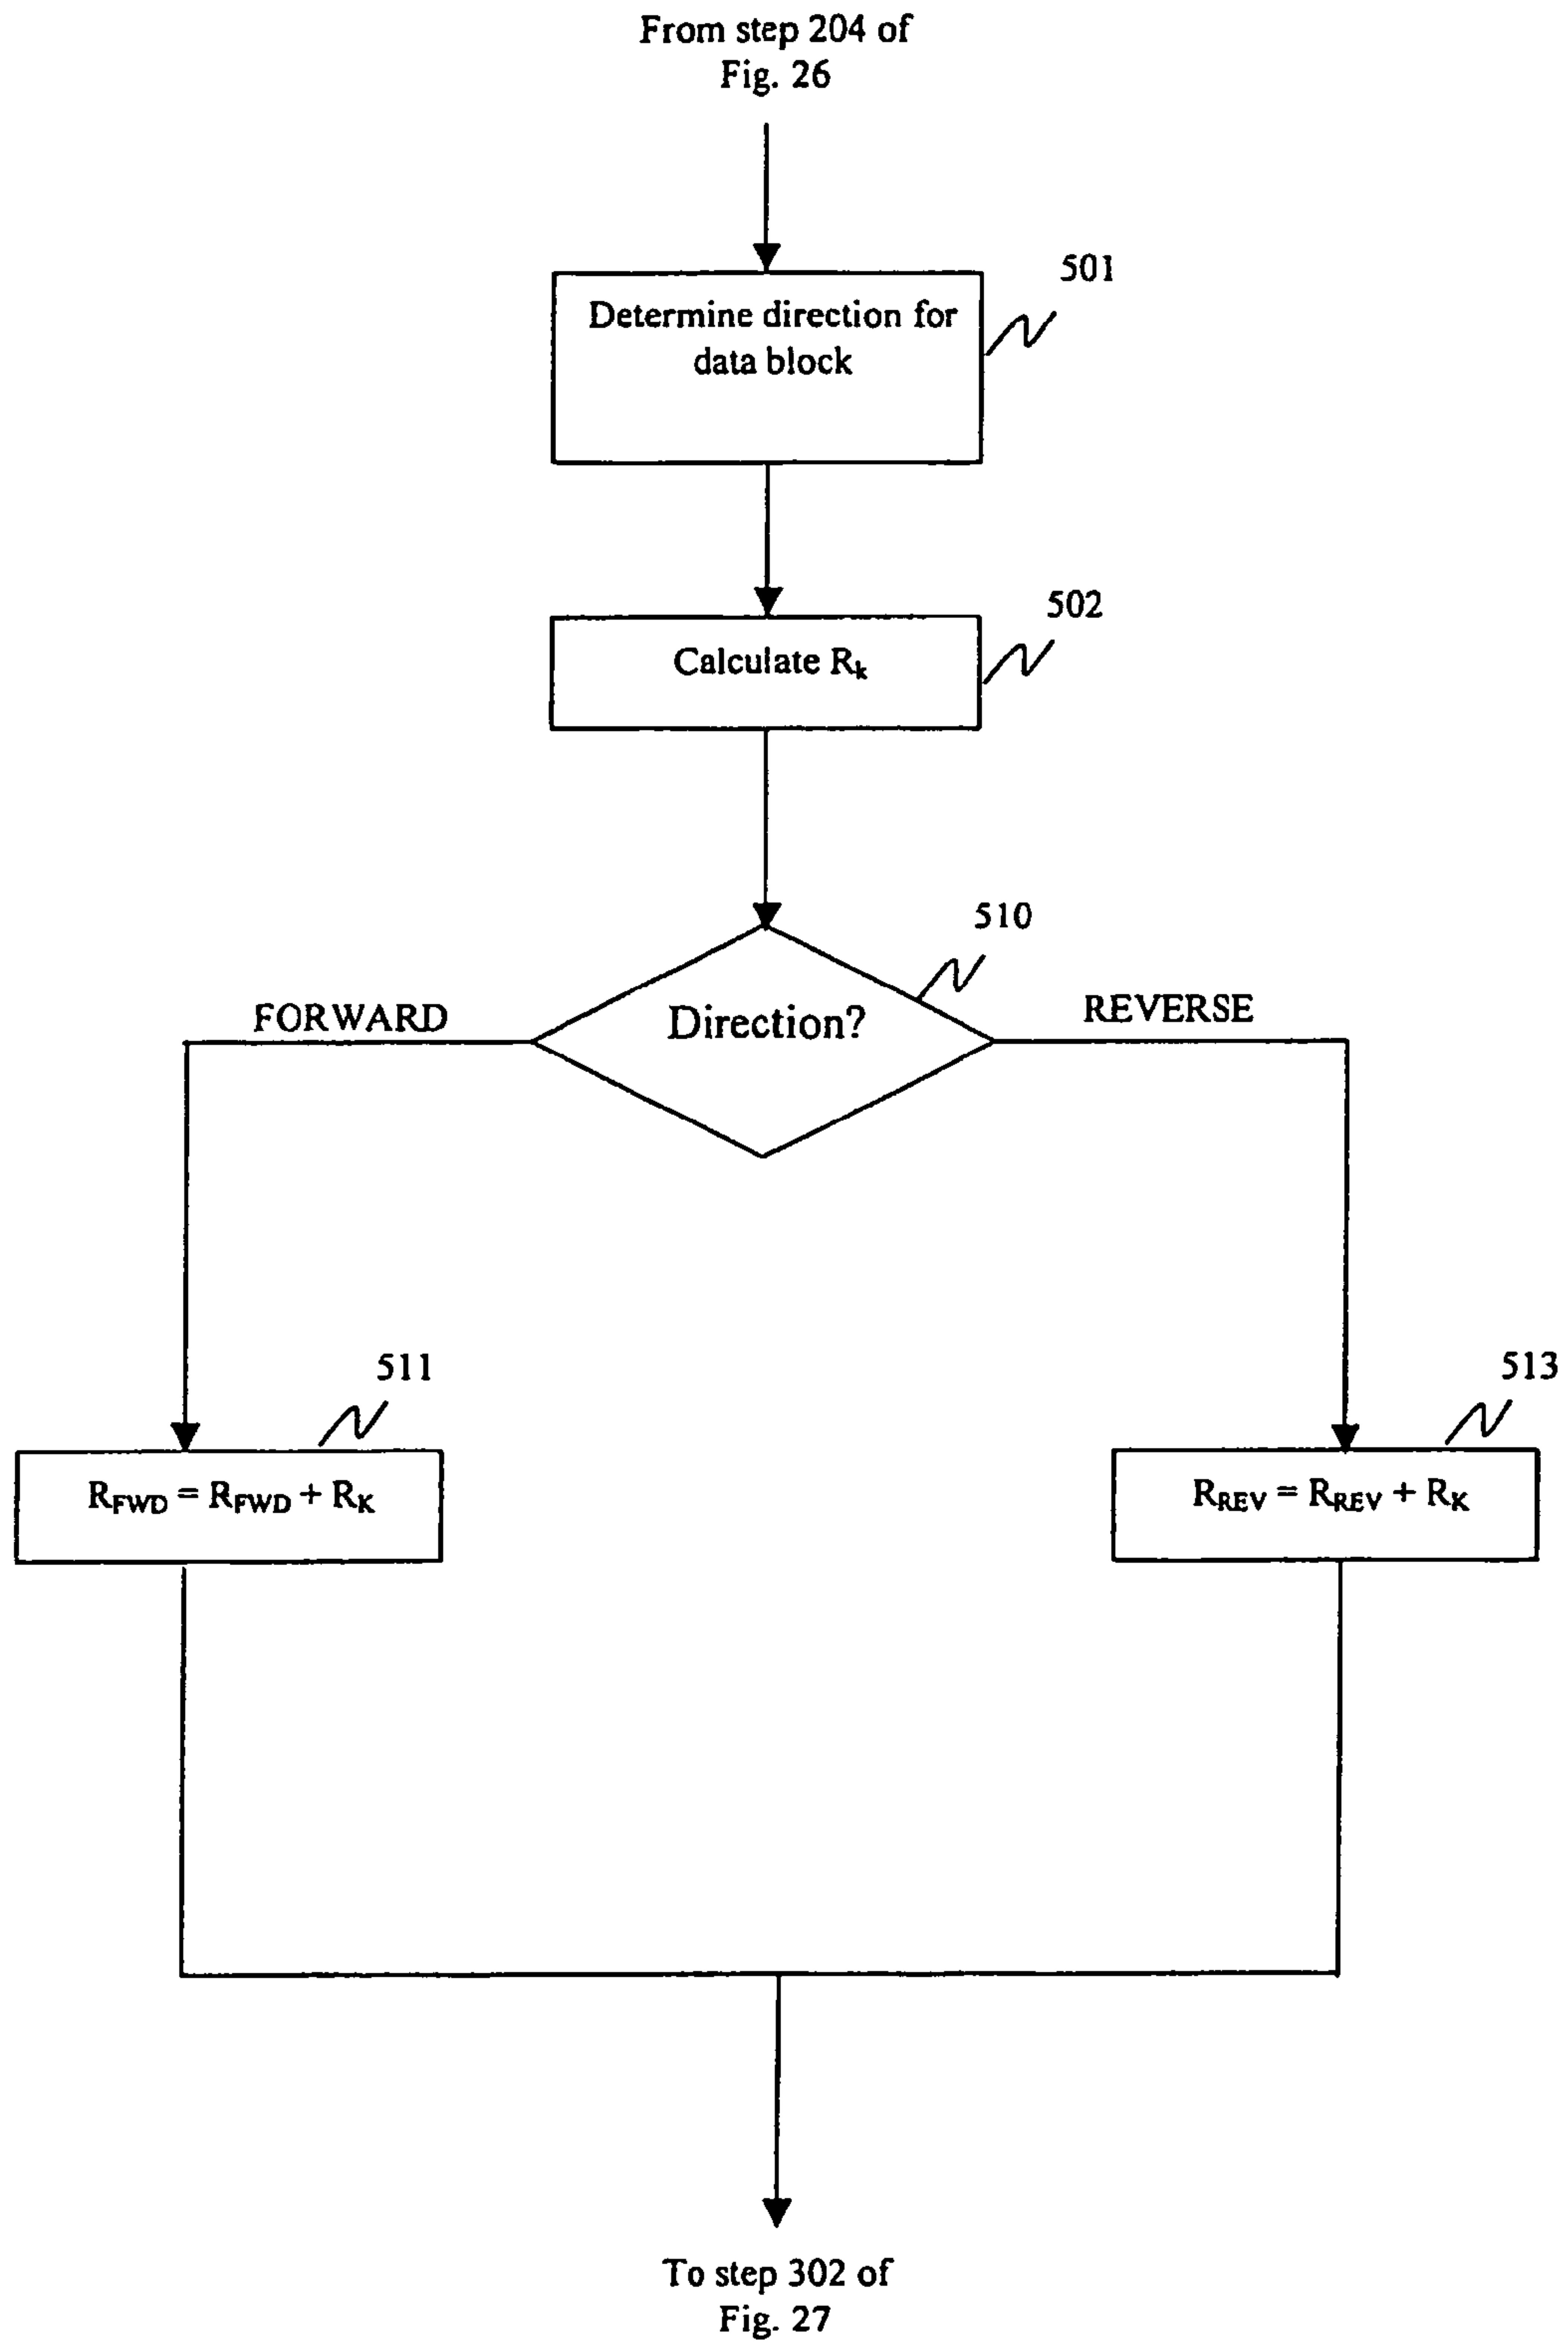 From step 204 of
Fig. 26
501
Determine direction for
data block
502
Calculate Rk
510
Direction?
FORWARD
REVERSE
511
RFWD = RFWD + RK
513
RREV = RREV + RK
To step 302 of
Fig. 27